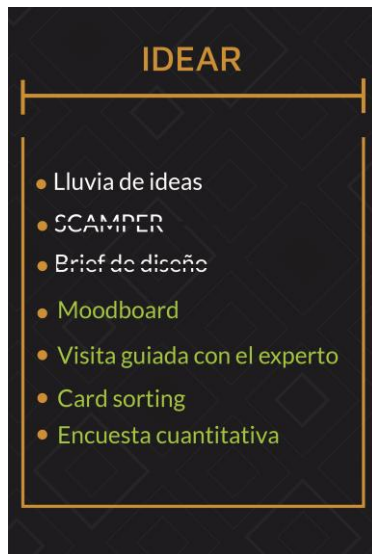 IDEAR
Lluvia de ideas
SCAMPER
Brief de diseño
Moodboard
Visita guiada con el experto
Card sorting
Encuesta cuantitativa